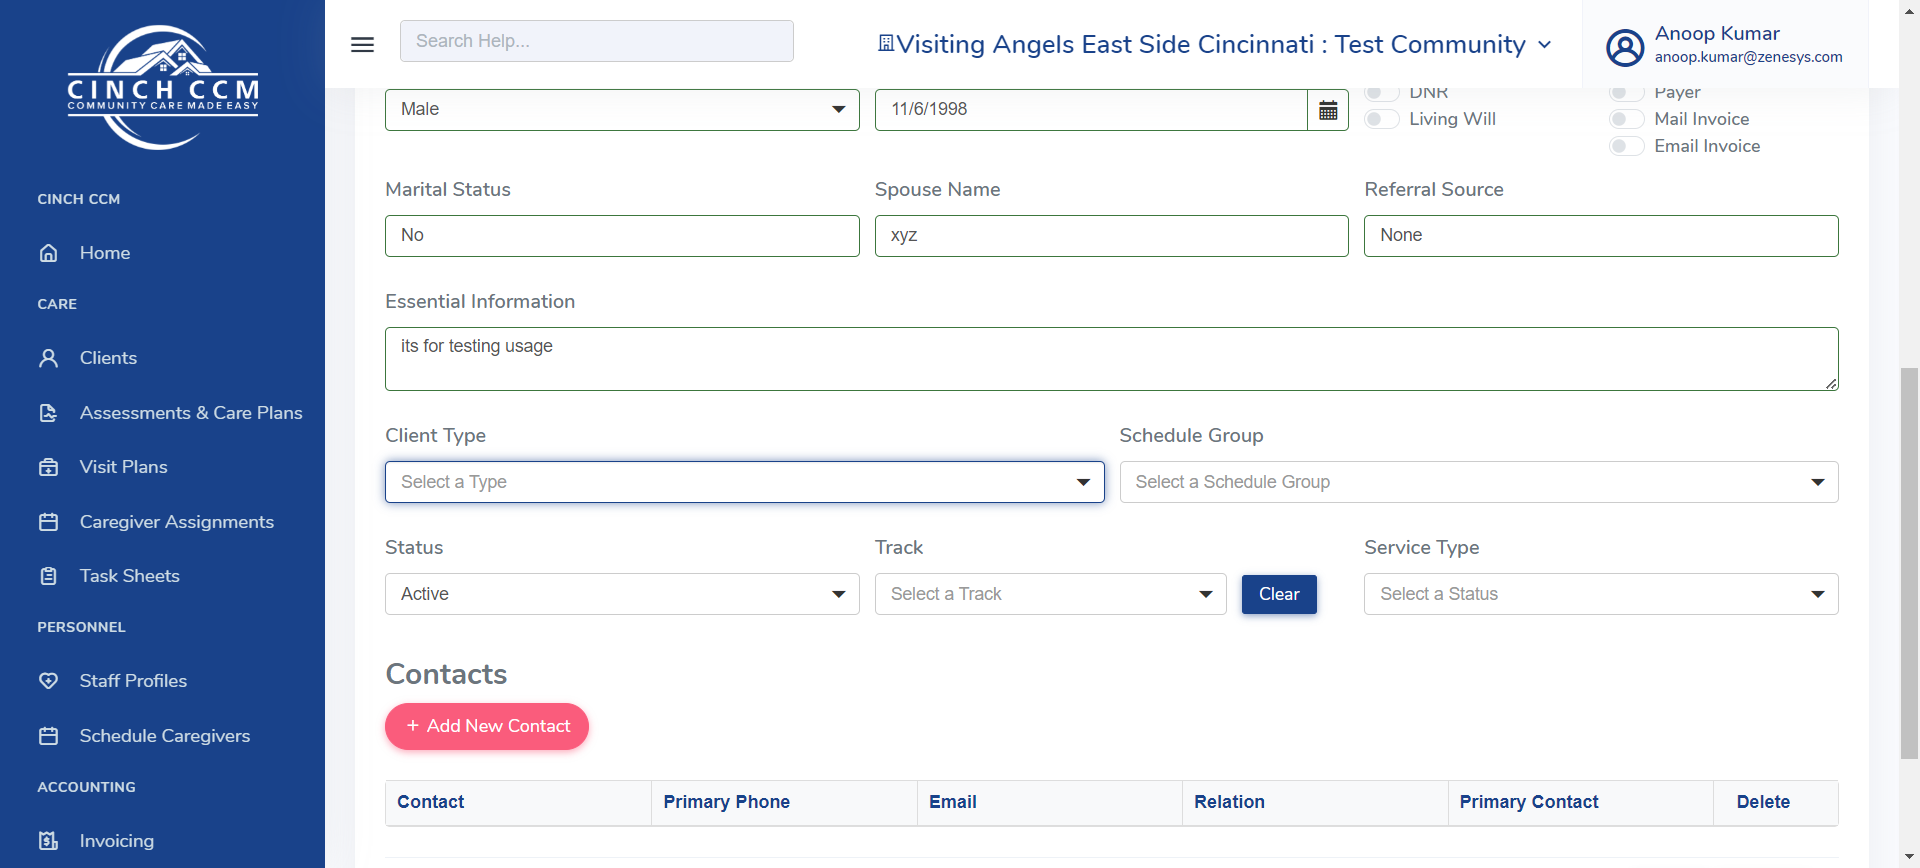 CINCH CCM
COMMUNITY CARE MADE EASY
CINCH CCM
Home
CARE
Clients
Assessments & Care Plans
Visit Plans
Caregiver Assignments
Task Sheets
PERSONNEL
Staff Profiles
Schedule Caregivers
ACCOUNTING
Invoicing
Search Help...
Visiting Angels East Side Cincinnati : Test Community
Anoop Kumar
anoop.kumar@zenesys.com
Male
11/6/1998
DNR
Living Will
Payer
Mail Invoice
Email Invoice
Marital Status
Spouse Name
Referral Source
No
xyz
None
Essential Information
its for testing usage
Client Type
Schedule Group
Select a Type
Select a Schedule Group
Status
Track
Service Type
Active
Select a Track
Clear
Select a Status
Contacts
+ Add New Contact
Contact
Primary Phone
Email
Relation
Primary Contact
Delete